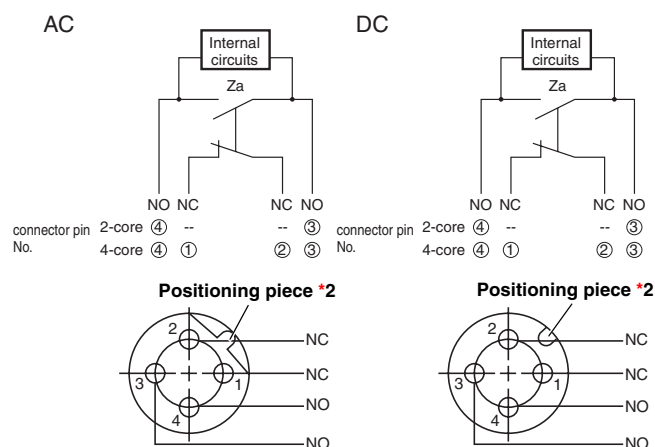 AC
Internal
circuits
Za
NO NC NC NO
connector pin No. 2-core ④ -- -- ③
4-core ④ ① ② ③
Positioning piece *2
2
1
3
4
NC
NC
NO
NO
DC
Internal
circuits
Za
NO NC NC NO
connector pin No. 2-core ④ -- -- ③
4-core ④ ① ② ③
Positioning piece *2
2
1
3
4
NC
NC
NO
NO